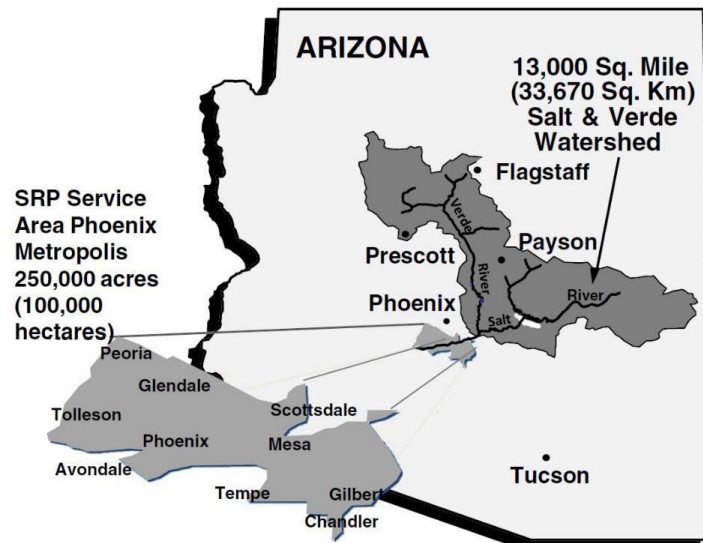 ARIZONA
13,000 Sq. Mile
(33,670 Sq. Km)
Salt & Verde
Watershed
Flagstaff
Verde
River
Prescott
Payson
Phoenix
Salt
River
SRP Service
Area Phoenix
Metropolis
250,000 acres
(100,000
hectares)
Peoria
Glendale
Tolleson
Scottsdale
Phoenix
Mesa
Avondale
Tempe
Gilbert
Chandler
Tucson